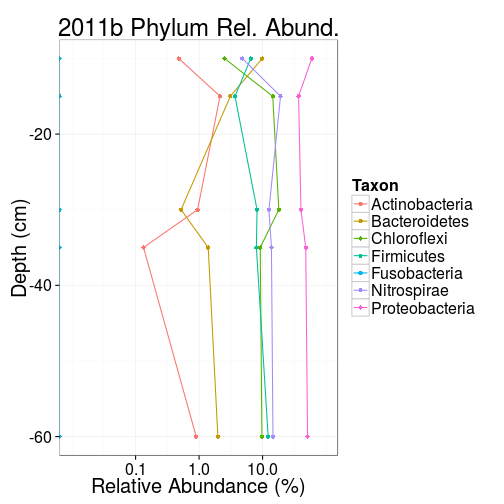 2011b Phylum Rel. Abund.
-20
-40
-60
Depth (cm)
0.1 1.0 10.0
Relative Abundance (%)
Taxon
Actinobacteria
Bacteroidetes
Chloroflexi
Firmicutes
Fusobacteria
Nitrospirae
Proteobacteria